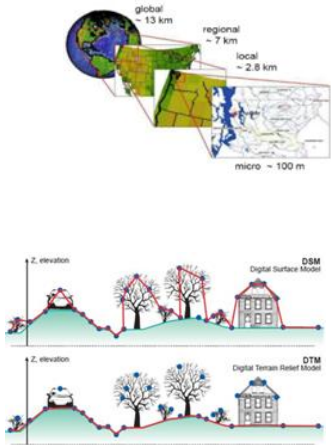 global
~ 13 km
regional
~ 7 km
local
~ 2.8 km
micro ~ 100 m
DSM
Z, elevation
Digital Surface Model
DTM
Z, elevation
Digital Terrain Relief Model